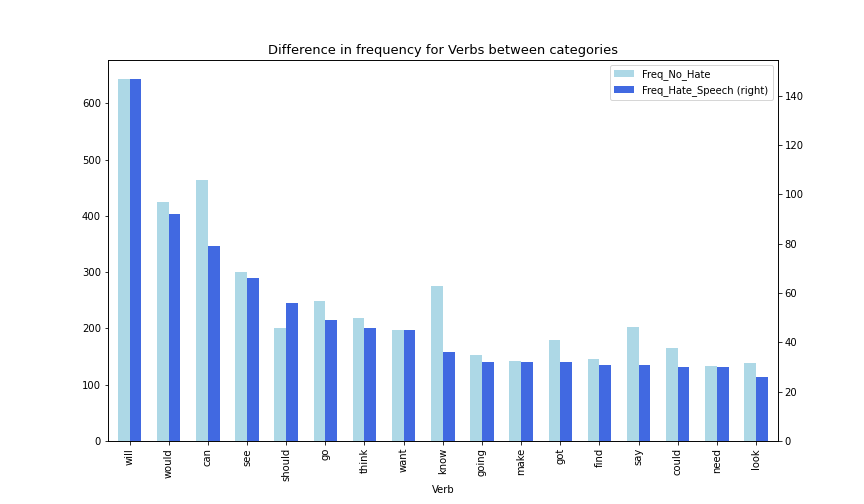 Difference in frequency for Verbs between categories
Freq_No_Hate
Freq_Hate_Speech (right)
600
500
400
300
200
100
0
140
120
100
80
60
40
20
0
will
would
can
see
should
go
think
want
know
going
make
got
find
say
could
need
look
Verb